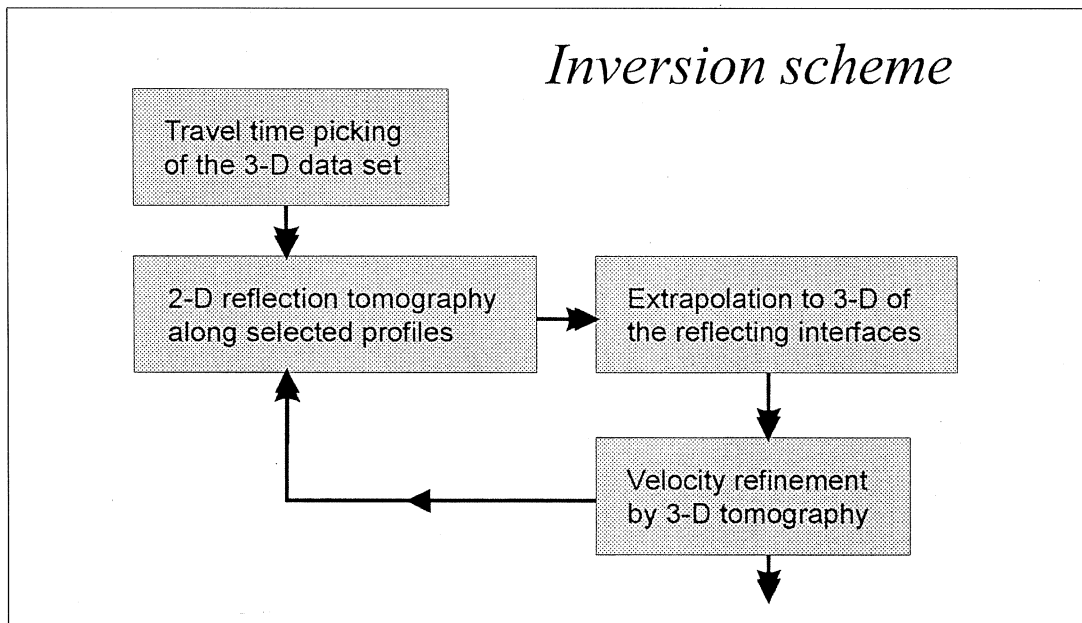 Inversion scheme
Travel time picking
of the 3-D data set
2-D reflection tomography
along selected profiles
Extrapolation to 3-D of
the reflecting interfaces
Velocity refinement
by 3-D tomography